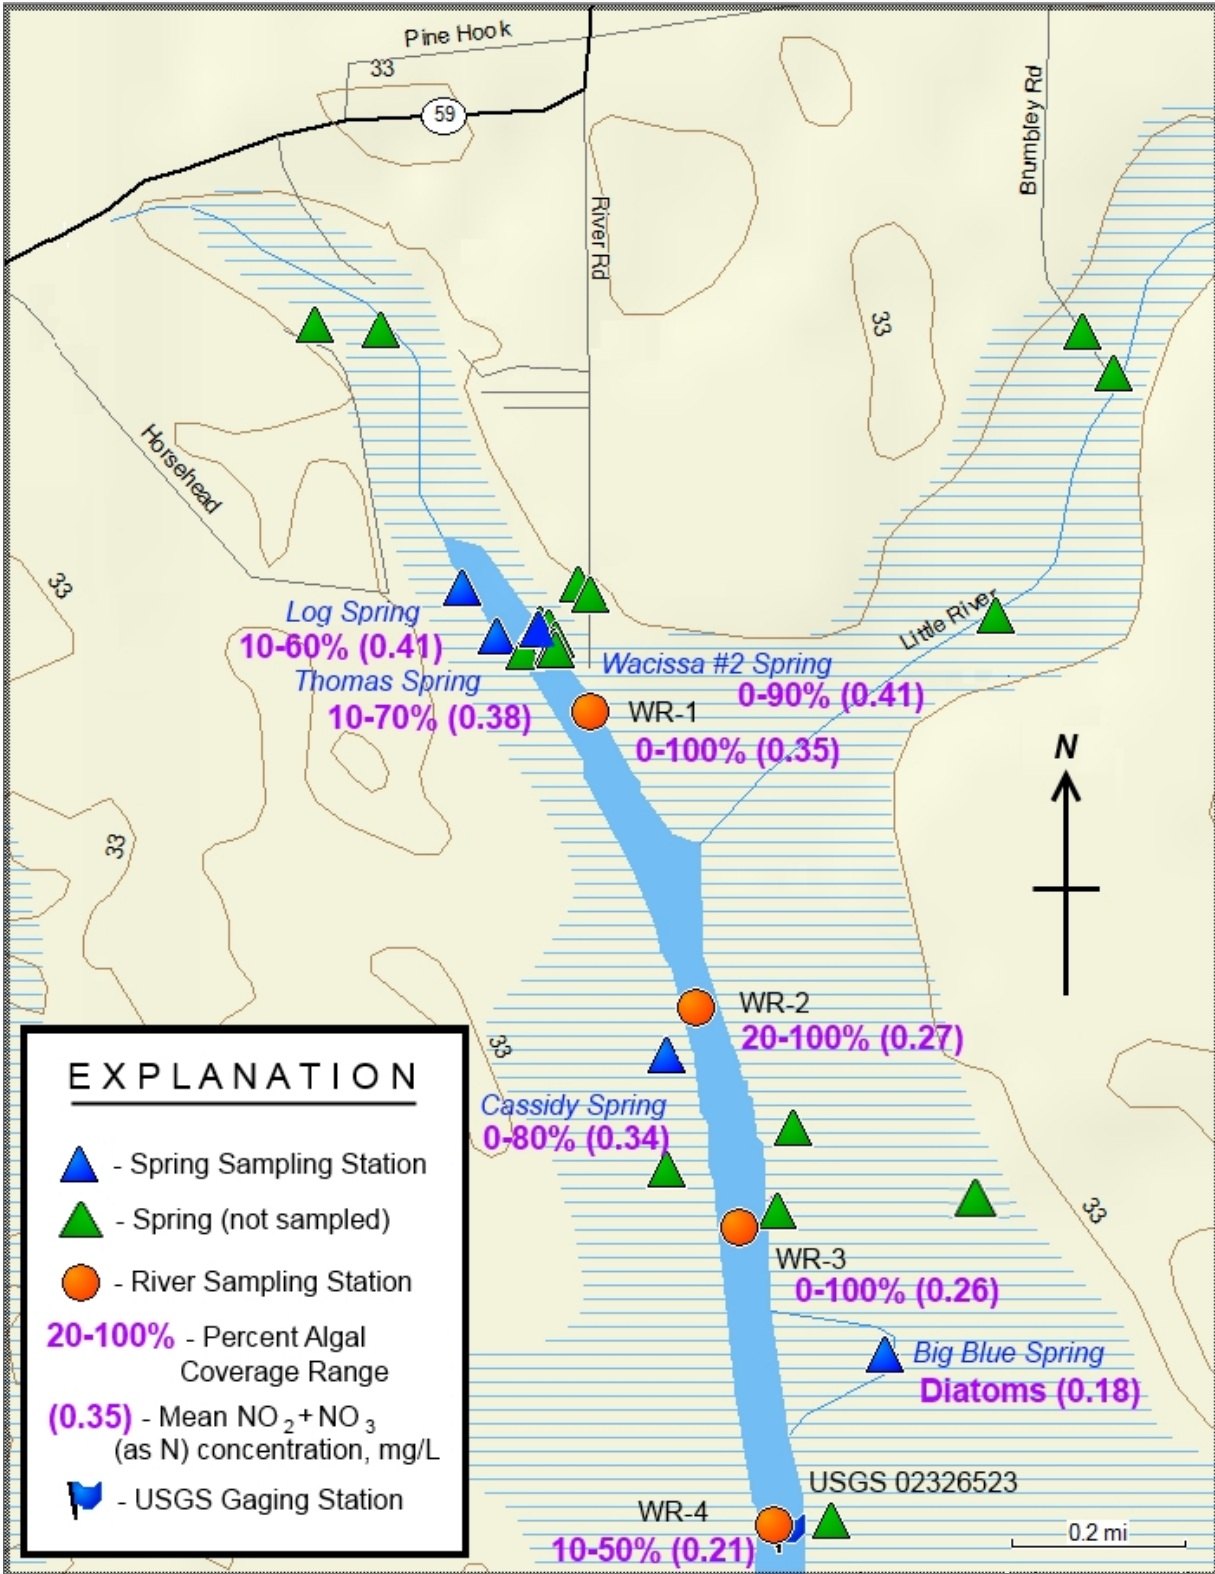 Pine Hook
33
59
Brumbley Rd
River Rd
33
Horsehead
33
Little River
Log Spring
10-60% (0.41)
Thomas Spring
10-70% (0.38)
Wacissa #2 Spring
0-90% (0.41)
WR-1
0-100% (0.35)
N
33
WR-2
20-100% (0.27)
33
Cassidy Spring
0-80% (0.34)
33
WR-3
0-100% (0.26)
Big Blue Spring
Diatoms (0.18)
USGS 02326523
WR-4
10-50% (0.21)
0.2 mi
EXPLANATION
- Spring Sampling Station
- Spring (not sampled)
- River Sampling Station
20-100% - Percent Algal
Coverage Range
(0.35) - Mean NO2+NO3
(as N) concentration, mg/L
- USGS Gaging Station